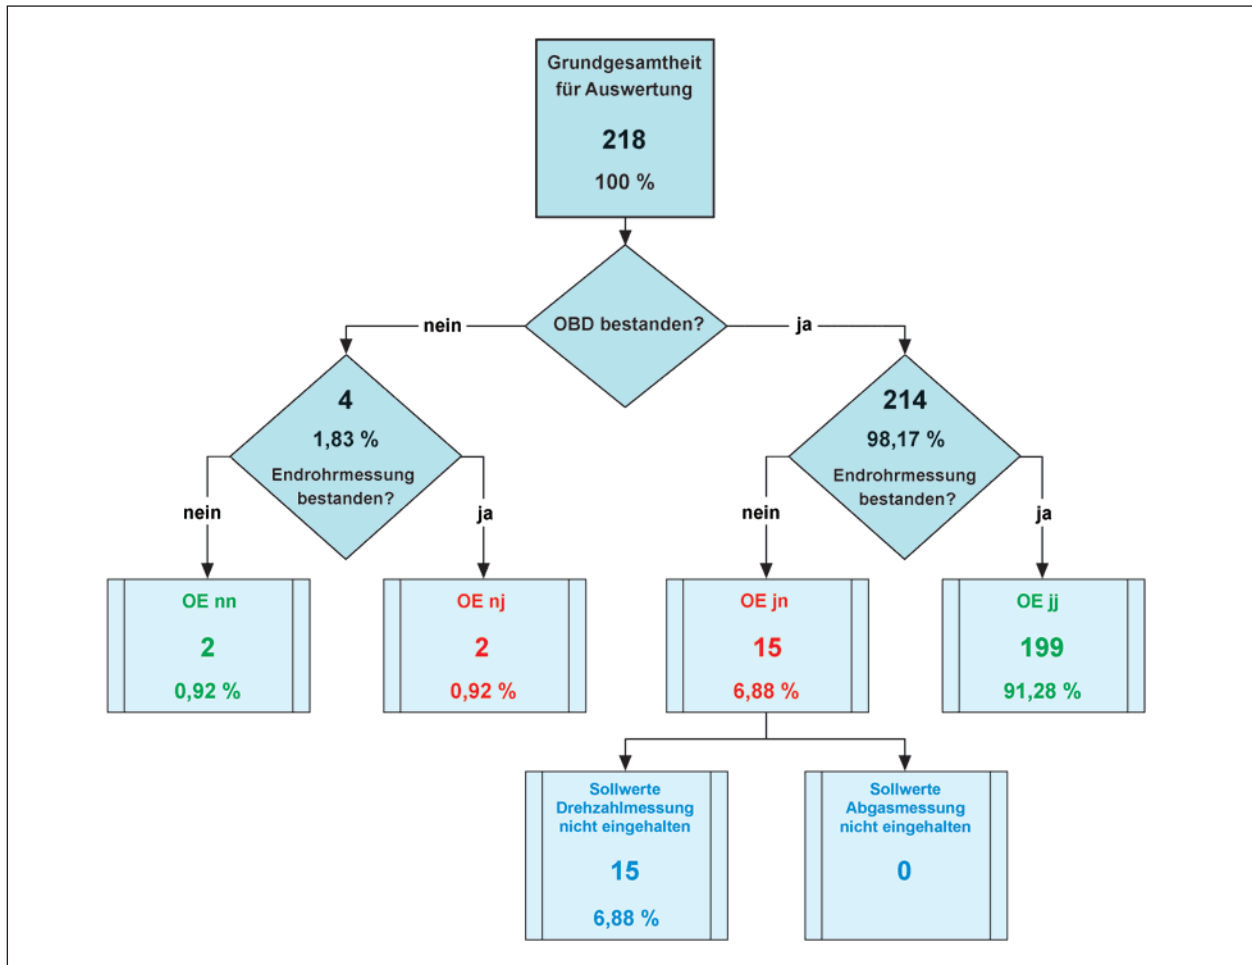 Grundgesamtheit
für Auswertung
218
100 %
OBD bestanden?
nein
ja
4
1,83 %
Endrohrmessung
bestanden?
214
98,17 %
Endrohrmessung
bestanden?
nein
ja
nein
ja
OE nn
2
0,92 %
OE nj
2
0,92 %
OE jn
15
6,88 %
OE jj
199
91,28 %
Sollwerte
Drehzahlmessung
nicht eingehalten
15
6,88 %
Sollwerte
Abgasmessung
nicht eingehalten
0